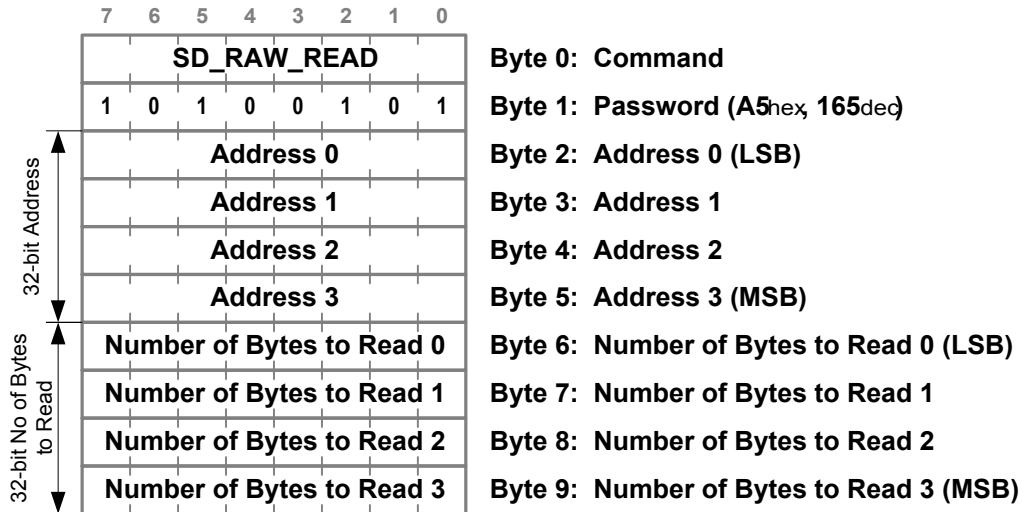 7 6 5 4 3 2 1 0
SD_RAW_READ Byte 0: Command
1 0 1 0 0 1 0 1 Byte 1: Password (A5hex, 165dec)
Address 0 Byte 2: Address 0 (LSB)
Address 1 Byte 3: Address 1
Address 2 Byte 4: Address 2
Address 3 Byte 5: Address 3 (MSB)
32-bit Address
Number of Bytes to Read 0 Byte 6: Number of Bytes to Read 0 (LSB)
Number of Bytes to Read 1 Byte 7: Number of Bytes to Read 1
Number of Bytes to Read 2 Byte 8: Number of Bytes to Read 2
Number of Bytes to Read 3 Byte 9: Number of Bytes to Read 3 (MSB)
32-bit No of Bytes
to Read